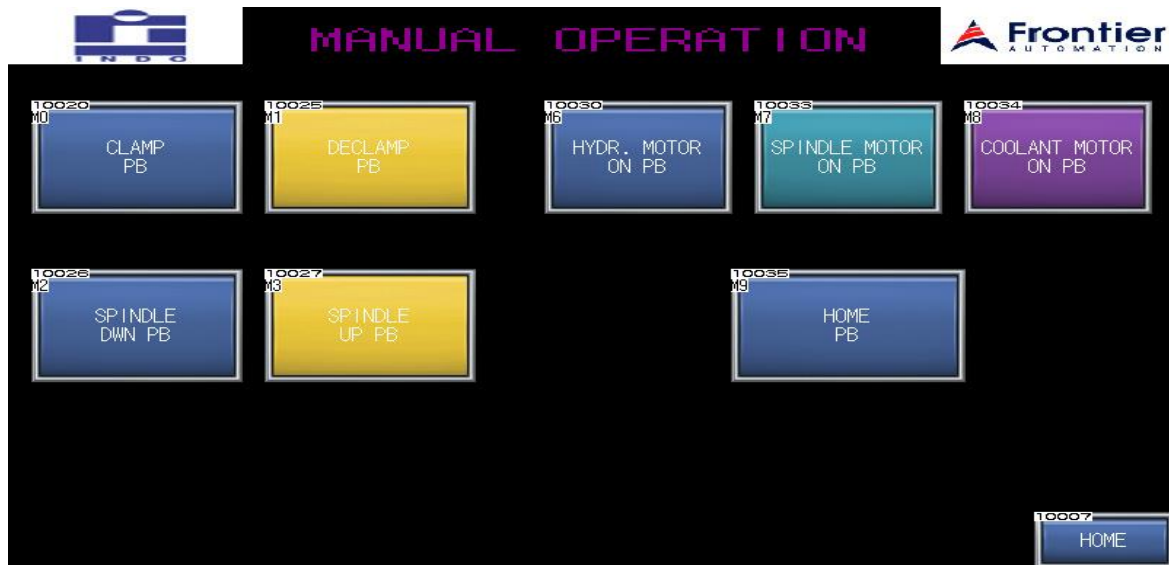 INDO
MANUAL OPERATION
Frontier
AUTOMATION
10020
M0
CLAMP
PB
10025
M1
DECLAMP
PB
10030
M6
HYDR. MOTOR
ON PB
10033
M7
SPINDLE MOTOR
ON PB
10034
M8
COOLANT MOTOR
ON PB
10026
M2
SPINDLE
DWN PB
10027
M3
SPINDLE
UP PB
10035
M9
HOME
PB
10007
HOME